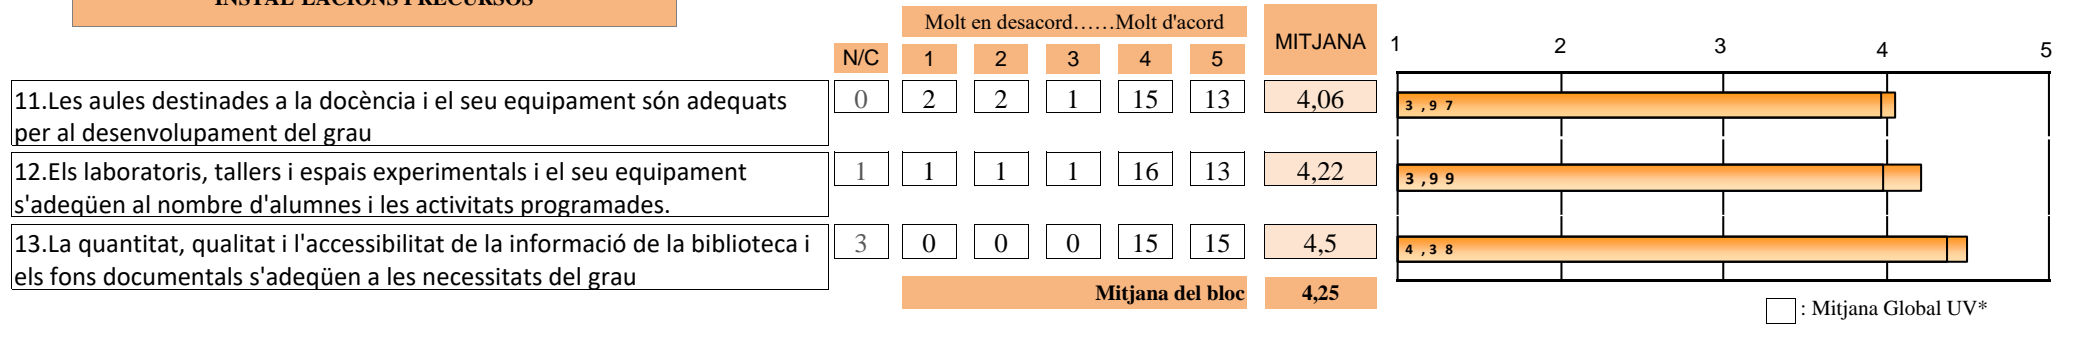 INSTAL·LACIONS I RECURSOS
Molt en desacord……Molt d'acord
MITJANA
N/C 1 2 3 4 5
1 2 3 4 5
11.Les aules destinades a la docència i el seu equipament són adequats
per al desenvolupament del grau
0 2 2 1 15 13 4,06
3,97
12.Els laboratoris, tallers i espais experimentals i el seu equipament
s'adeqüen al nombre d'alumnes i les activitats programades.
1 1 1 1 16 13 4,22
3,99
13.La quantitat, qualitat i l'accessibilitat de la informació de la biblioteca i
els fons documentals s'adeqüen a les necessitats del grau
3 0 0 0 15 15 4,5
4,38
Mitjana del bloc 4,25
: Mitjana Global UV*